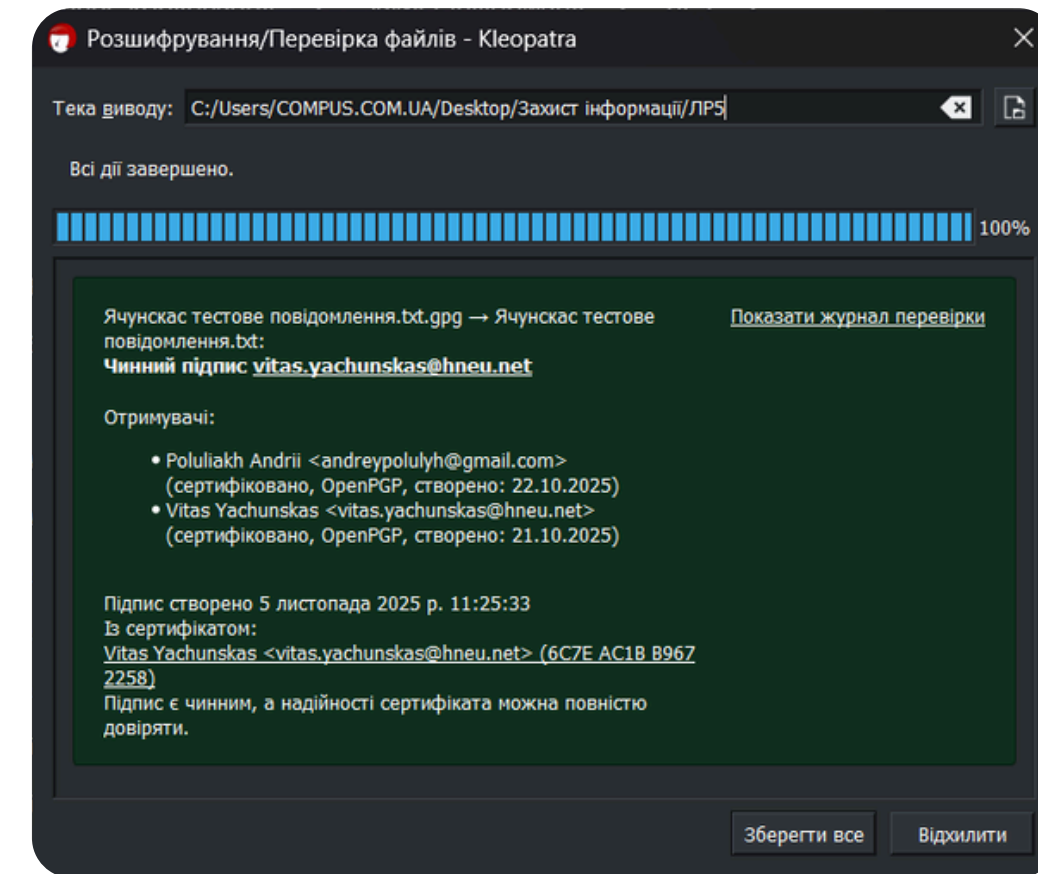 Розшифрування/Перевірка файлів - Kleopatra
Тека виводу: C:/Users/COMPUS.COM.UA/Desktop/Захист інформації/ЛР5
Всі дії завершено.
100%
Ячунскас тестове повідомлення.txt.gpg → Ячунскас тестове
повідомлення.txt:
Показати журнал перевірки
Чинний підпис vitas.yachunskas@hneu.net
Отримувачі:
• Poluliakh Andrii <andreypolulyh@gmail.com>
(сертифіковано, OpenPGP, створено: 22.10.2025)
• Vitas Yachunskas <vitas.yachunskas@hneu.net>
(сертифіковано, OpenPGP, створено: 21.10.2025)
Підпис створено 5 листопада 2025 р. 11:25:33
Із сертифікатом:
Vitas Yachunskas <vitas.yachunskas@hneu.net> (6C7E AC1B B967
2258)
Підпис є чинним, а надійності сертифіката можна повністю
довіряти.
Зберегти все
Відхилити